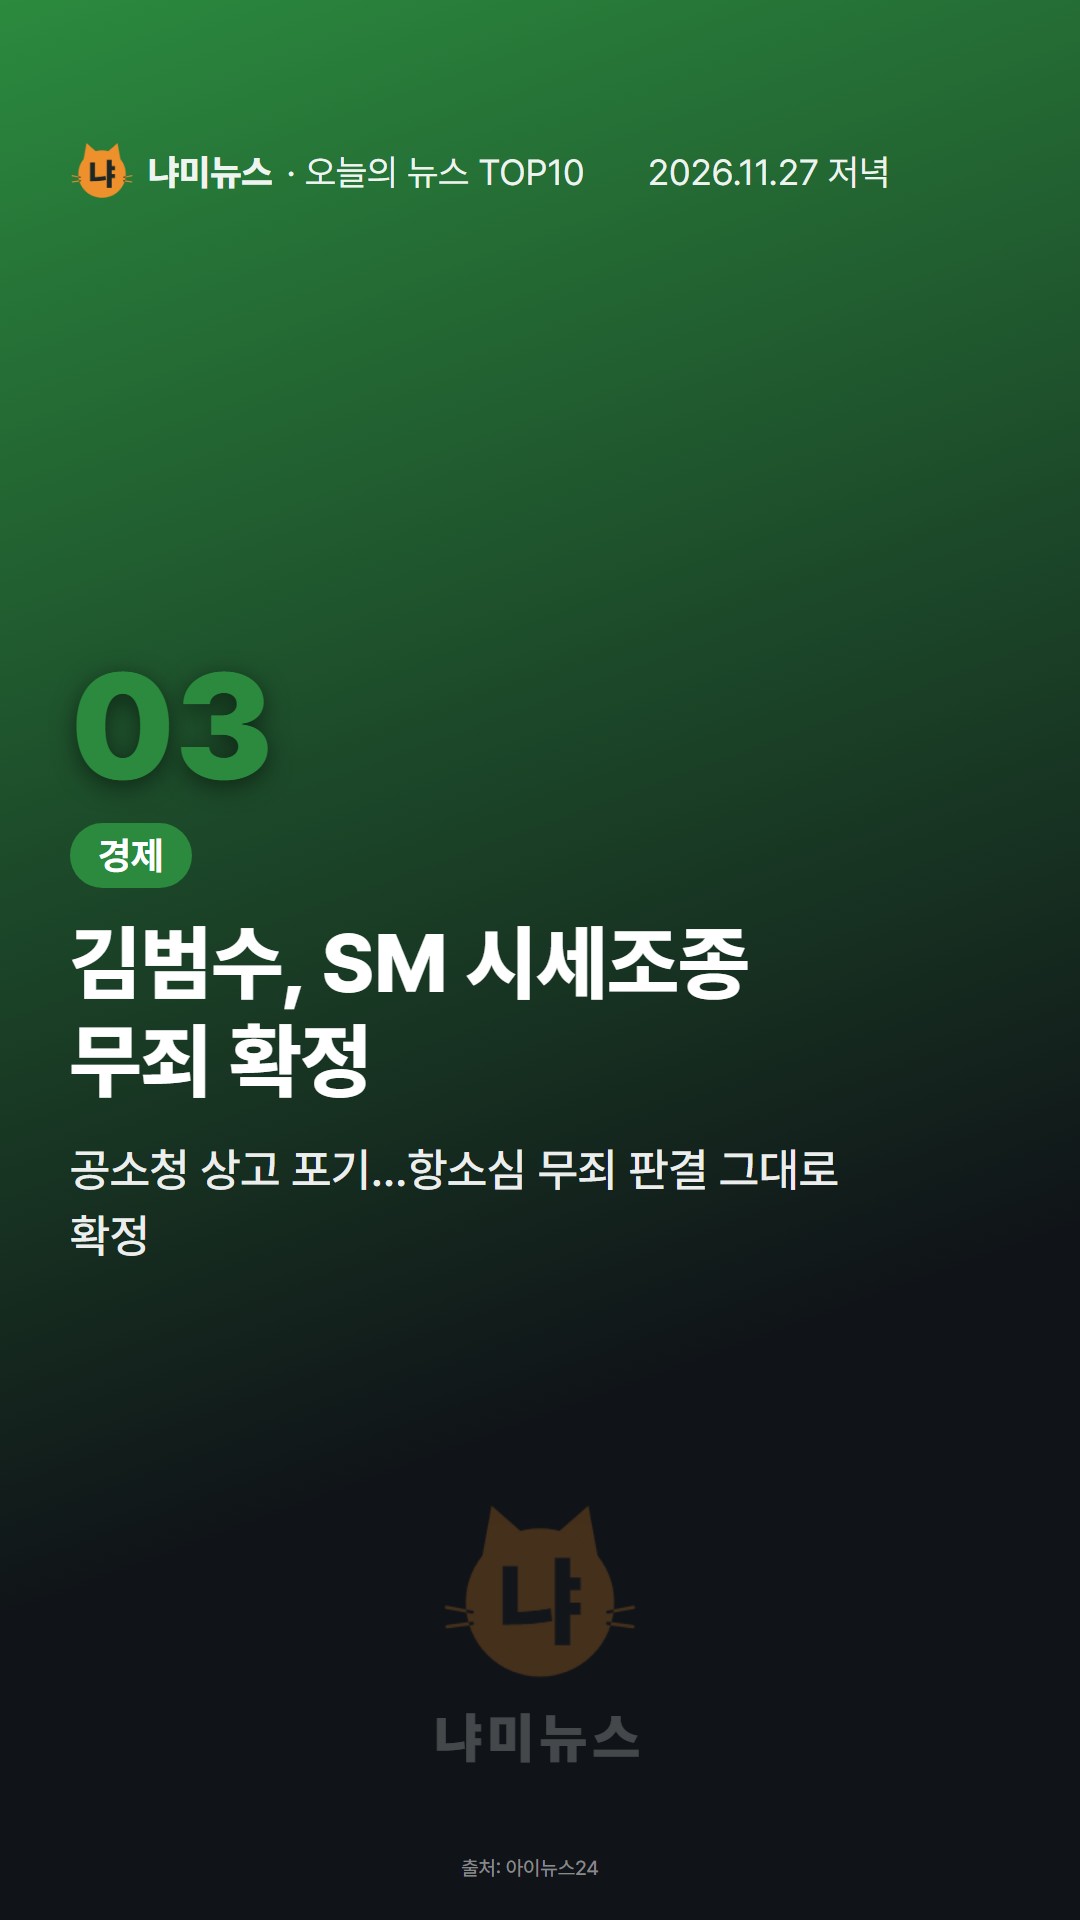 냐 냐미뉴스 · 오늘의 뉴스 TOP10 2026.11.27 저녁
03
경제
김범수, SM 시세조종
무죄 확정
공소청 상고 포기...항소심 무죄 판결 그대로
확정
냐
냐미뉴스
출처: 아이뉴스24